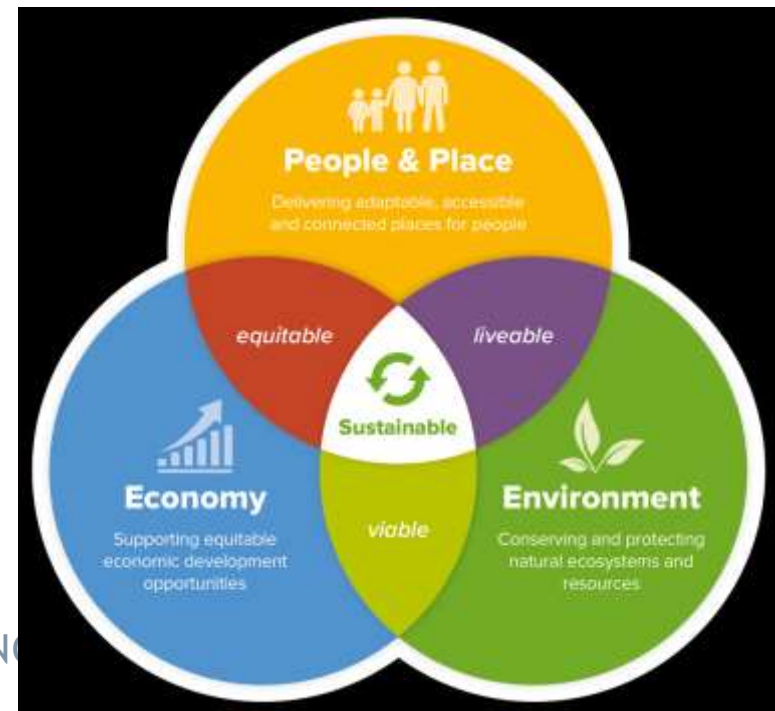 People & Place
Delivering adaptable, accessible
and connected places for people
equitable
liveable
Sustainable
Economy
Supporting equitable
economic development
opportunities
viable
Environment
Conserving and protecting
natural ecosystems and
resources